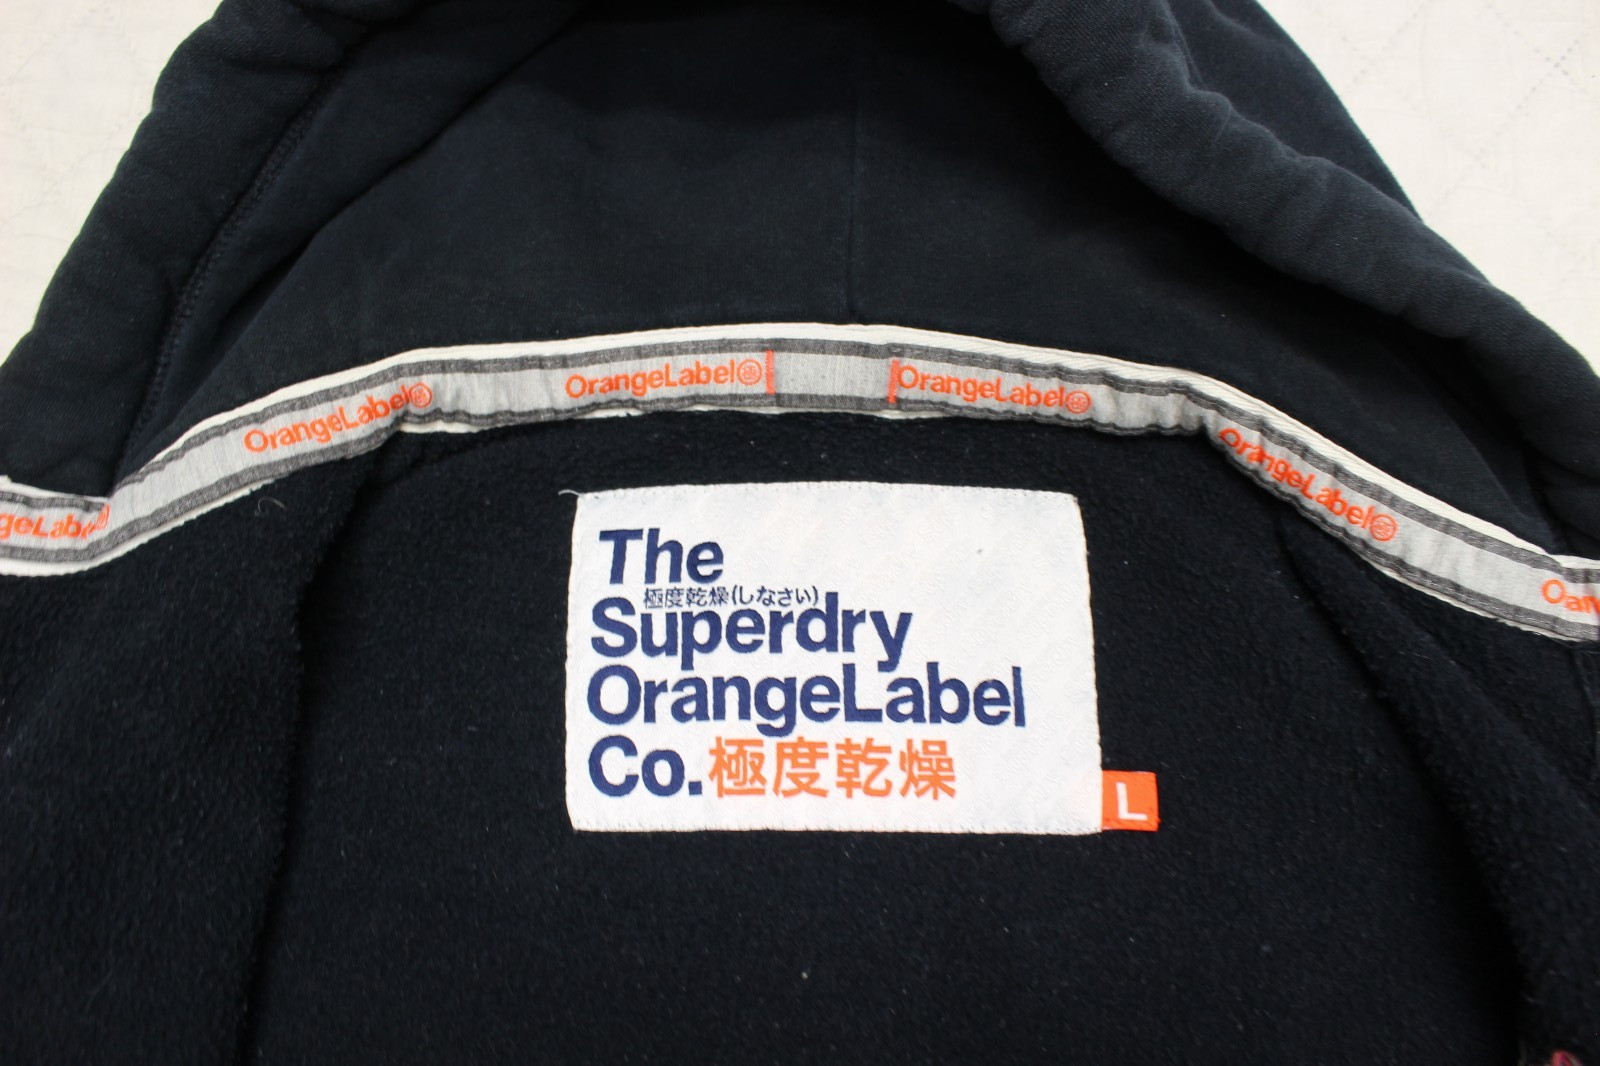 OrangeLabel
OrangeLabel
OrangeLabel
OrangeLabel
The
極度乾燥(しなさい)
Superdry
OrangeLabel
Co.極度乾燥
L